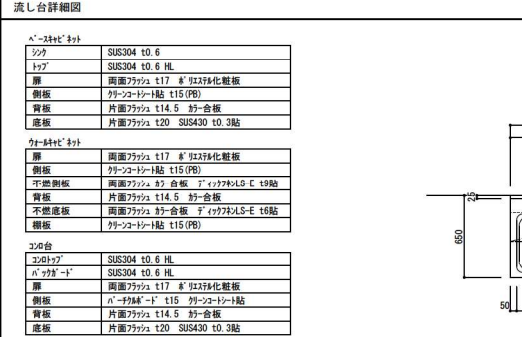 流し台詳細図
ﾍﾞｰｽｷｬﾋﾞﾈｯﾄ
ｼﾝｸ SUS304 t0.6
ﾄｯﾌﾟ SUS304 t0.6 HL
扉 両面ﾌﾗｯｼｭ t17 ﾎﾟﾘｴｽﾃﾙ化粧板
側板 ｸﾘｰﾝｺｰﾄｼｰﾄ貼 t15(PB)
背板 片面ﾌﾗｯｼｭ t14.5 ｶﾗｰ合板
底板 片面ﾌﾗｯｼｭ t20 SUS430 t0.3貼
ｳｫｰﾙｷｬﾋﾞﾈｯﾄ
扉 両面ﾌﾗｯｼｭ t17 ﾎﾟﾘｴｽﾃﾙ化粧板
側板 ｸﾘｰﾝｺｰﾄｼｰﾄ貼 t15(PB)
不燃側板 両面ﾌﾗｯｼｭ ｶﾗｰ合板 ﾃﾞｨｯｸﾌﾈﾝLS-E t9貼
背板 片面ﾌﾗｯｼｭ t14.5 ｶﾗｰ合板
不燃底板 両面ﾌﾗｯｼｭ ｶﾗｰ合板 ﾃﾞｨｯｸﾌﾈﾝLS-E t6貼
棚板 ｸﾘｰﾝｺｰﾄｼｰﾄ貼 t15(PB)
ｺﾝﾛ台
ｺﾝﾛﾄｯﾌﾟ SUS304 t0.6 HL
ﾊﾞｯｸｶﾞｰﾄﾞ SUS304 t0.6 HL
扉 両面ﾌﾗｯｼｭ t17 ﾎﾟﾘｴｽﾃﾙ化粧板
側板 ﾊﾟｰﾁｸﾙﾎﾞｰﾄﾞ t15 ｸﾘｰﾝｺｰﾄｼｰﾄ貼
背板 片面ﾌﾗｯｼｭ t14.5 ｶﾗｰ合板
底板 片面ﾌﾗｯｼｭ t20 SUS430 t0.3貼
25
650
50